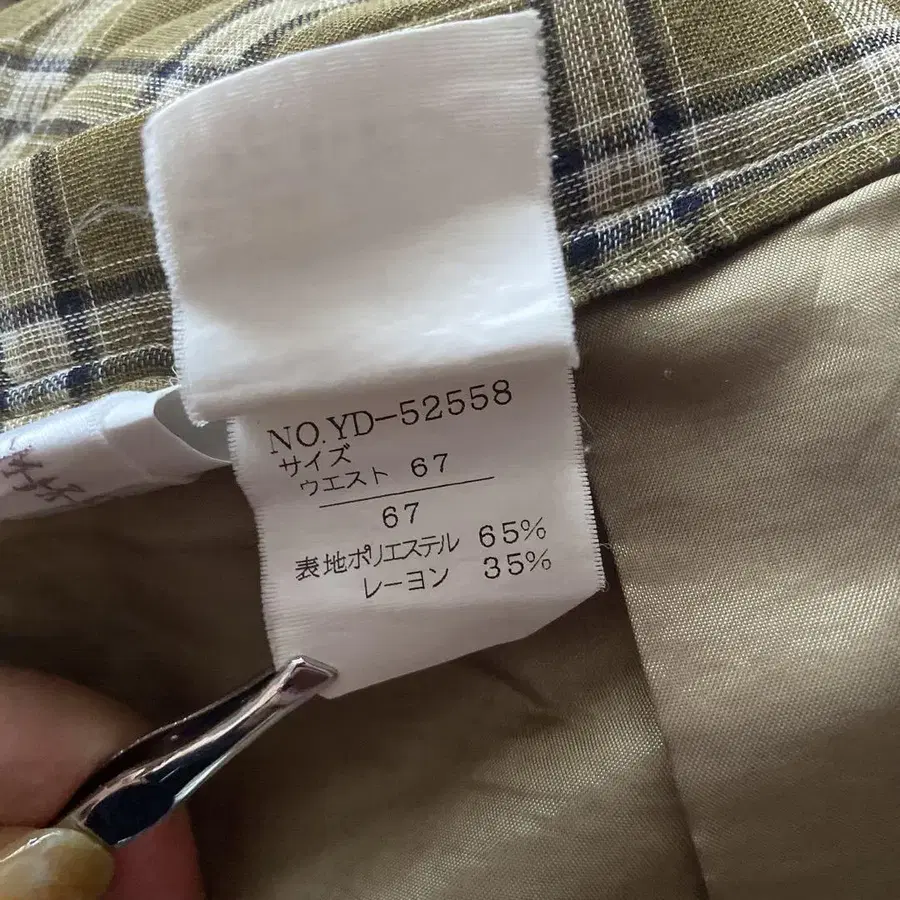 NO.YD-52558
サイズ
ウエスト 67
67
表地ポリエステル 65%
レーヨン 35%